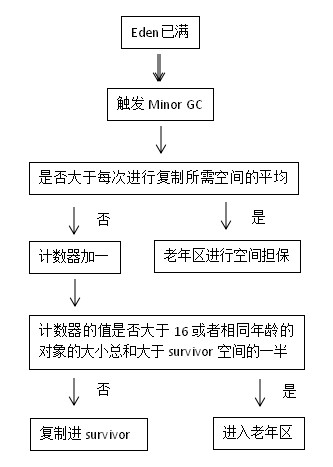 Eden已满
触发 Minor GC
是否大于每次进行复制所需空间的平均
否
是
计数器加一
老年区进行空间担保
计数器的值是否大于 16 或者相同年龄的
对象的大小总和大于 survivor 空间的一半
否
是
复制进 survivor
进入老年区